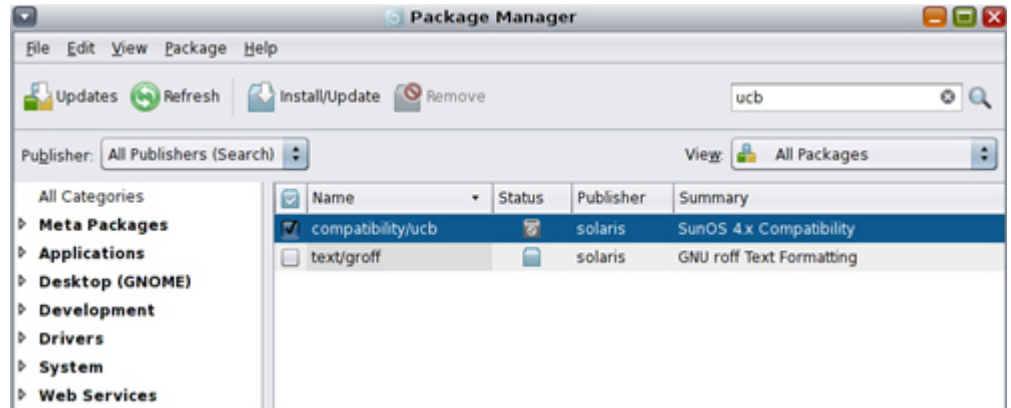 Package Manager
File Edit View Package Help
Updates Refresh Install/Update Remove ucb
Publisher: All Publishers (Search) View: All Packages
All Categories
Meta Packages
Applications
Desktop (GNOME)
Development
Drivers
System
Web Services
Name Status Publisher Summary
compatibility/ucb solaris SunOS 4.x Compatibility
text/groff solaris GNU roff Text Formatting